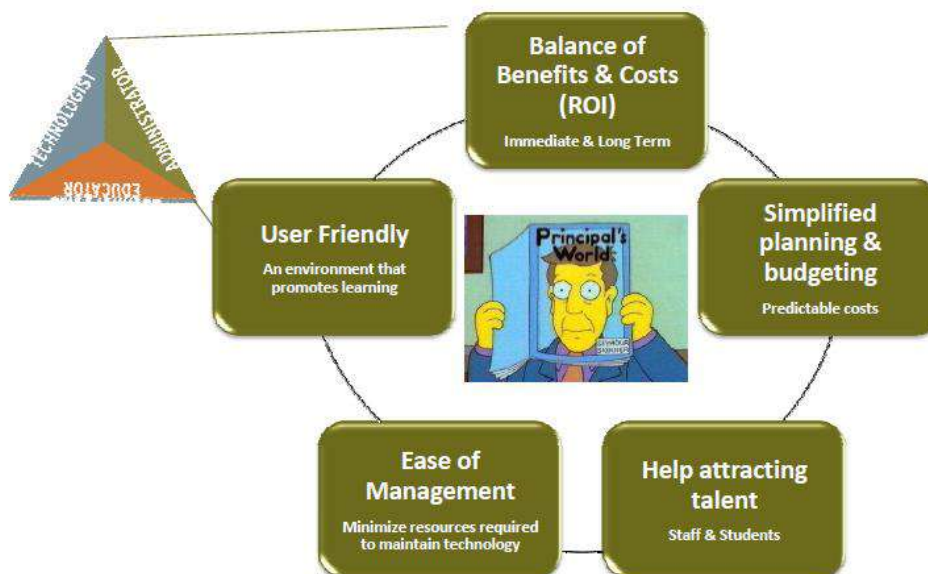 TECHNOLOGIST
ADMINISTRATOR
EDUCATOR
Balance of
Benefits & Costs
(ROI)
Immediate & Long Term
User Friendly
An environment that
promotes learning
Principal's
World
SEYMOUR
SKINNER
Simplified
planning &
budgeting
Predictable costs
Ease of
Management
Minimize resources required
to maintain technology
Help attracting
talent
Staff & Students